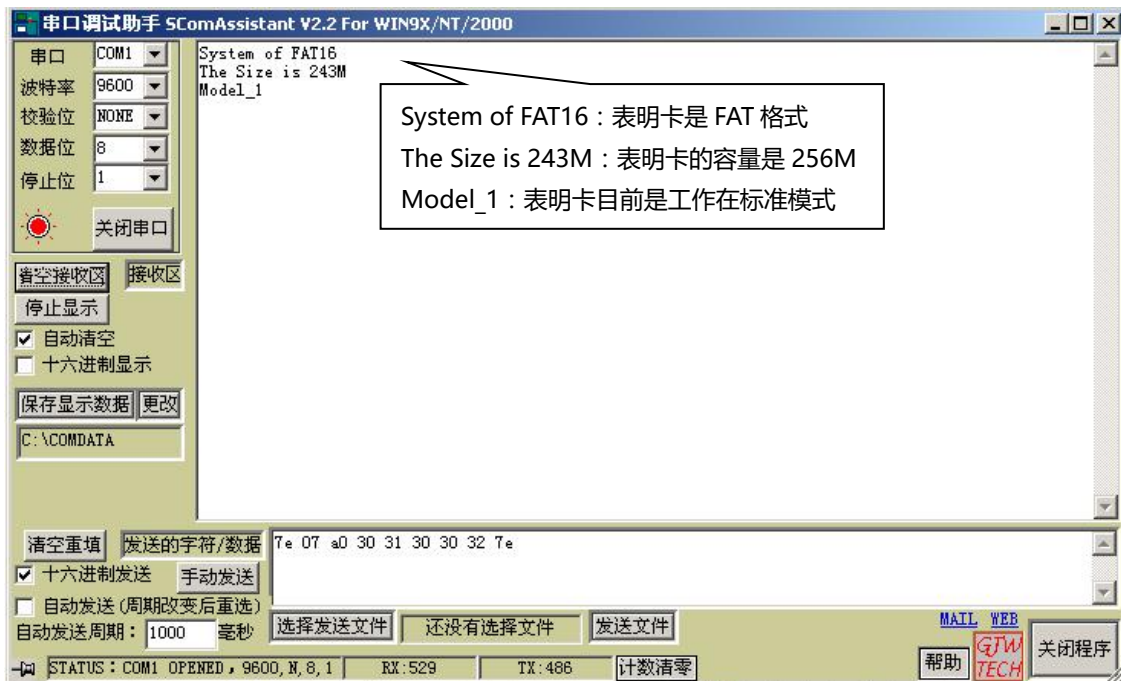 串口调试助手 SComAssistant V2.2 For WIN9X/NT/2000
串口 COM1
波特率 9600
校验位 NONE
数据位 8
停止位 1
关闭串口
清空接收区 接收区
停止显示
自动清空
十六进制显示
保存显示数据 更改
C:\COMDATA
System of FAT16
The Size is 243M
Model_1
System of FAT16：表明卡是 FAT 格式
The Size is 243M：表明卡的容量是 256M
Model_1：表明卡目前是工作在标准模式
清空重填 发送的字符/数据 7e 07 a0 30 31 30 30 32 7e
十六进制发送 手动发送
自动发送(周期改变后重选)
自动发送周期： 1000 毫秒 选择发送文件 还没有选择文件 发送文件
MAIL WEB
STATUS：COM1 OPENED，9600,N,8,1 RX:529 TX:486 计数清零 帮助 GJW TECH 关闭程序